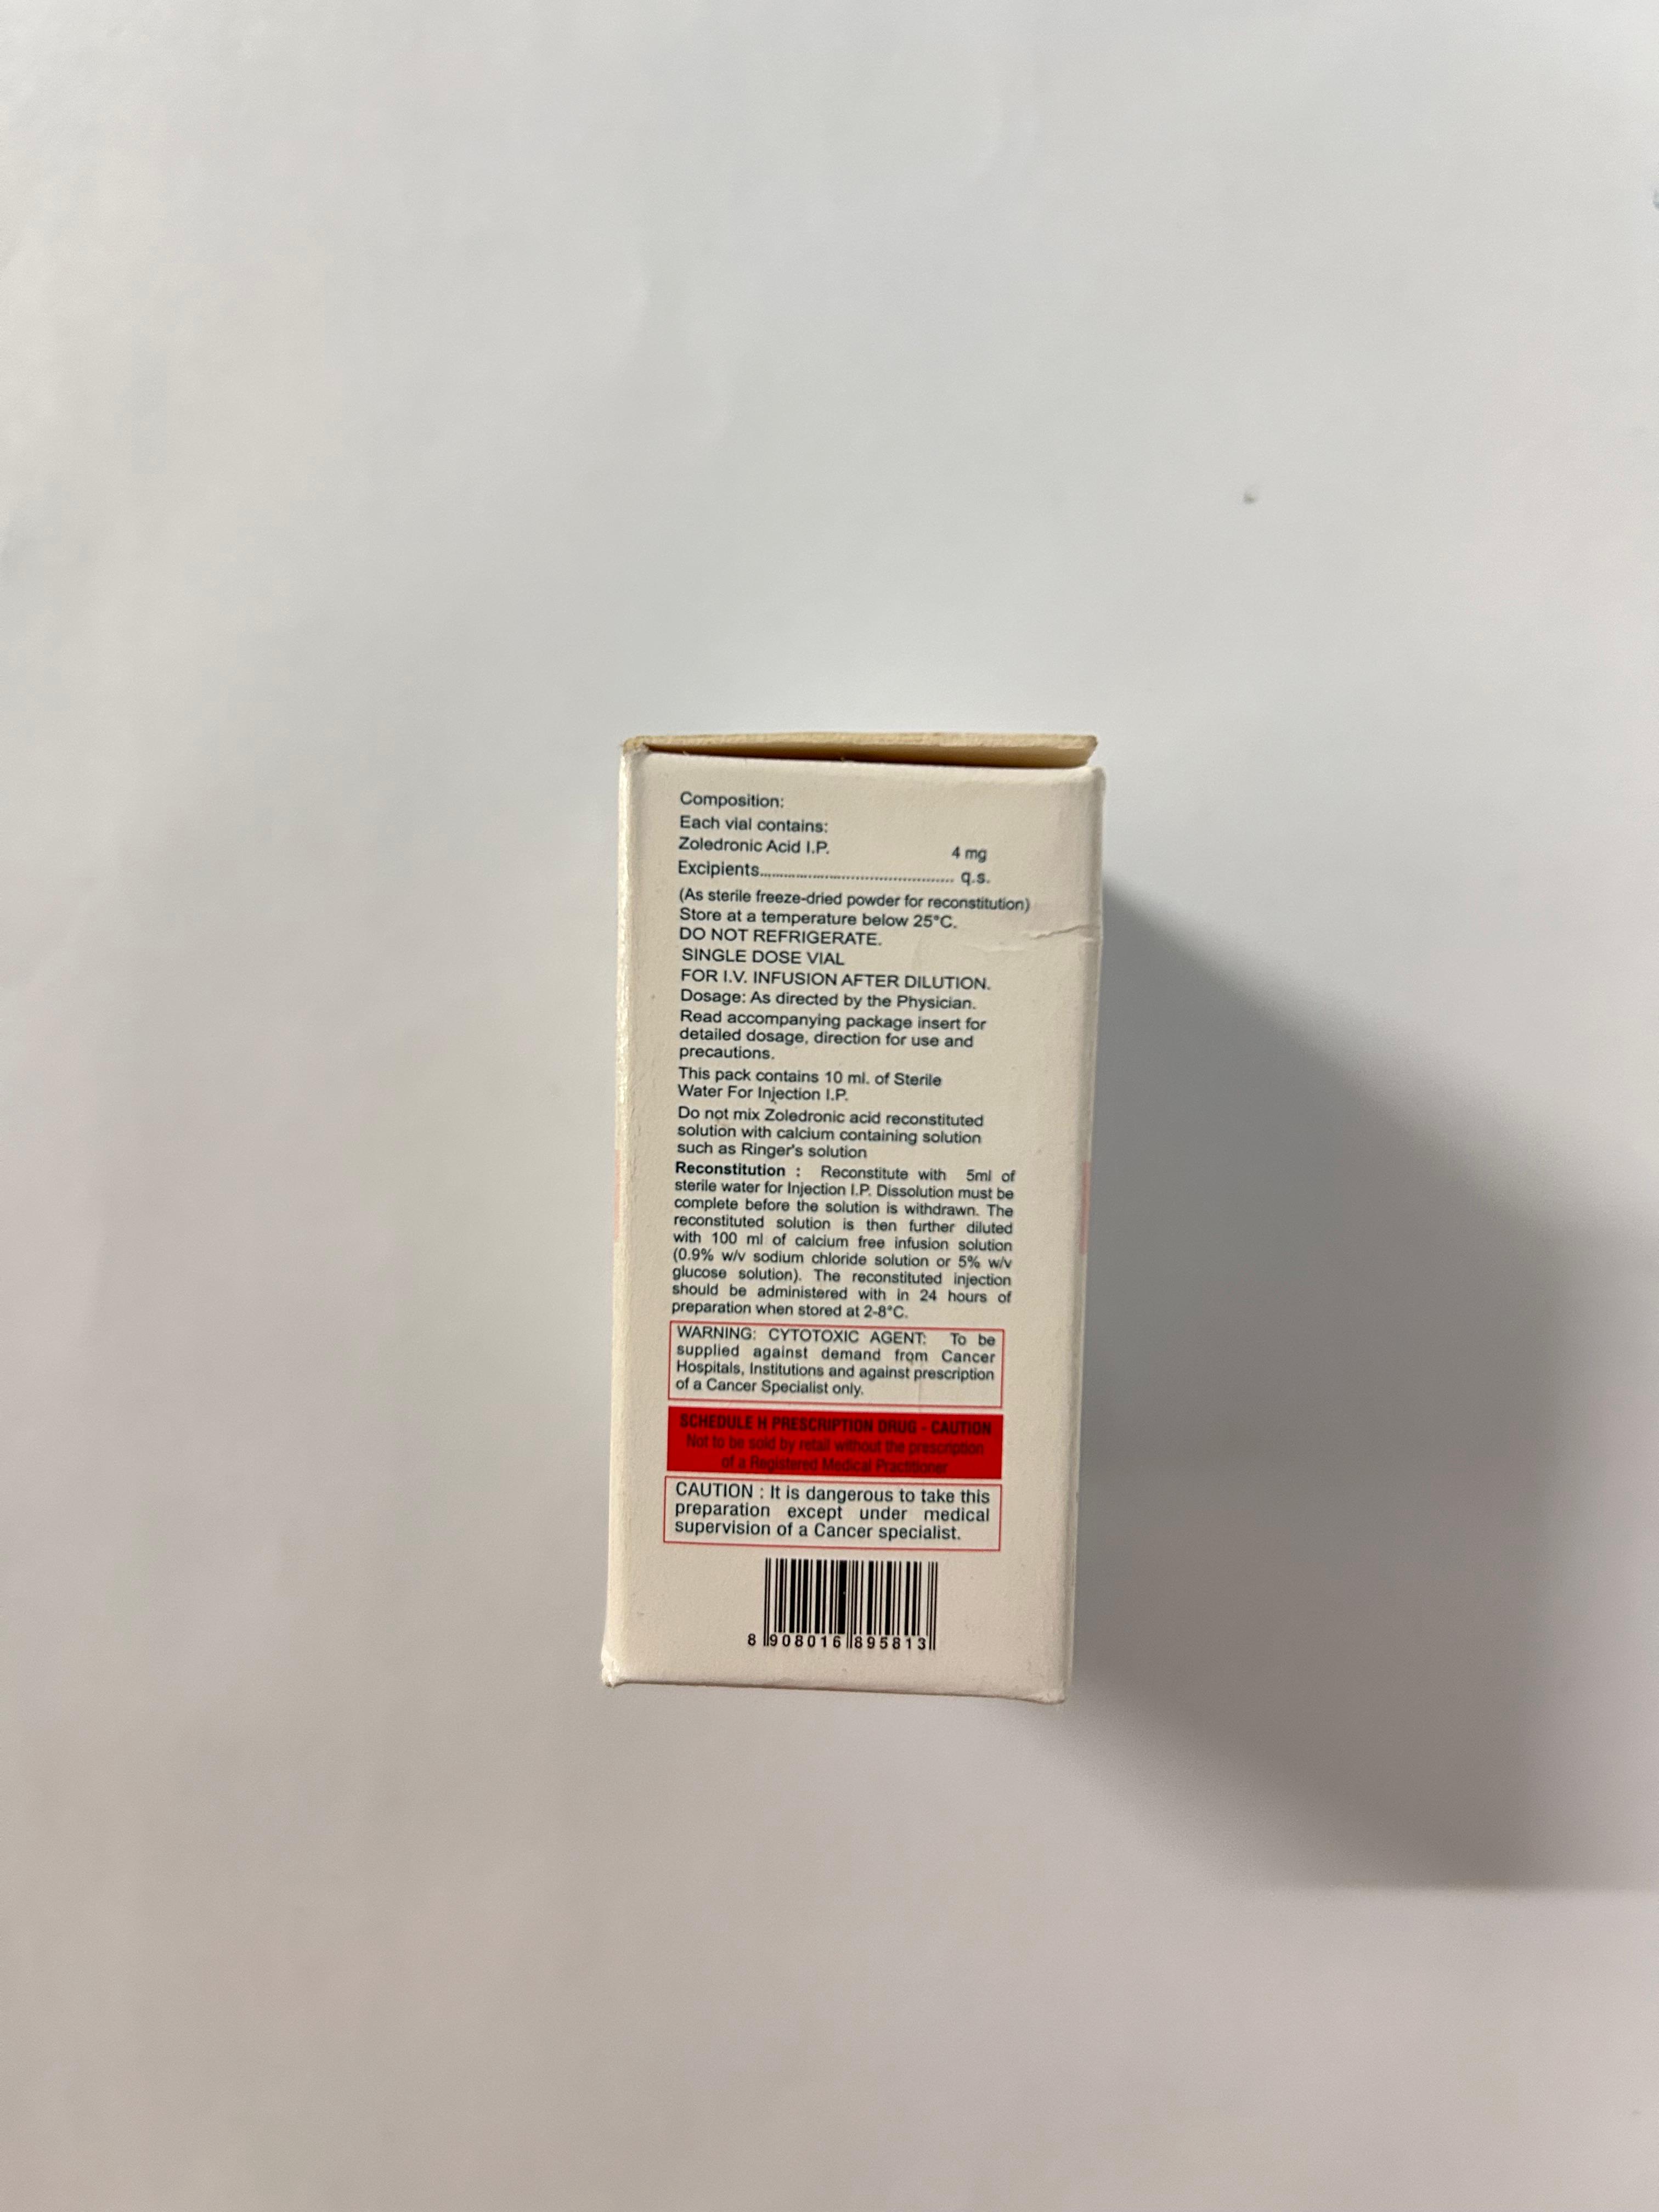 Composition:
Each vial contains:
Zoledronic Acid I.P. 4 mg
Excipients.................................................. q.s.
(As sterile freeze-dried powder for reconstitution)
Store at a temperature below 25°C.
DO NOT REFRIGERATE.
SINGLE DOSE VIAL
FOR I.V. INFUSION AFTER DILUTION.
Dosage: As directed by the Physician.
Read accompanying package insert for
detailed dosage, direction for use and
precautions.
This pack contains 10 ml. of Sterile
Water For Injection I.P.
Do not mix Zoledronic acid reconstituted
solution with calcium containing solution
such as Ringer's solution
Reconstitution : Reconstitute with 5ml of
sterile water for Injection I.P. Dissolution must be
complete before the solution is withdrawn. The
reconstituted solution is then further diluted
with 100 ml of calcium free infusion solution
(0.9% w/v sodium chloride solution or 5% w/v
glucose solution). The reconstituted injection
should be administered with in 24 hours of
preparation when stored at 2-8°C.
WARNING: CYTOTOXIC AGENT: To be
supplied against demand from Cancer
Hospitals, Institutions and against prescription
of a Cancer Specialist only.
SCHEDULE H PRESCRIPTION DRUG - CAUTION
Not to be sold by retail without the prescription
of a Registered Medical Practitioner
CAUTION : It is dangerous to take this
preparation except under medical
supervision of a Cancer specialist.
8 908016 895813